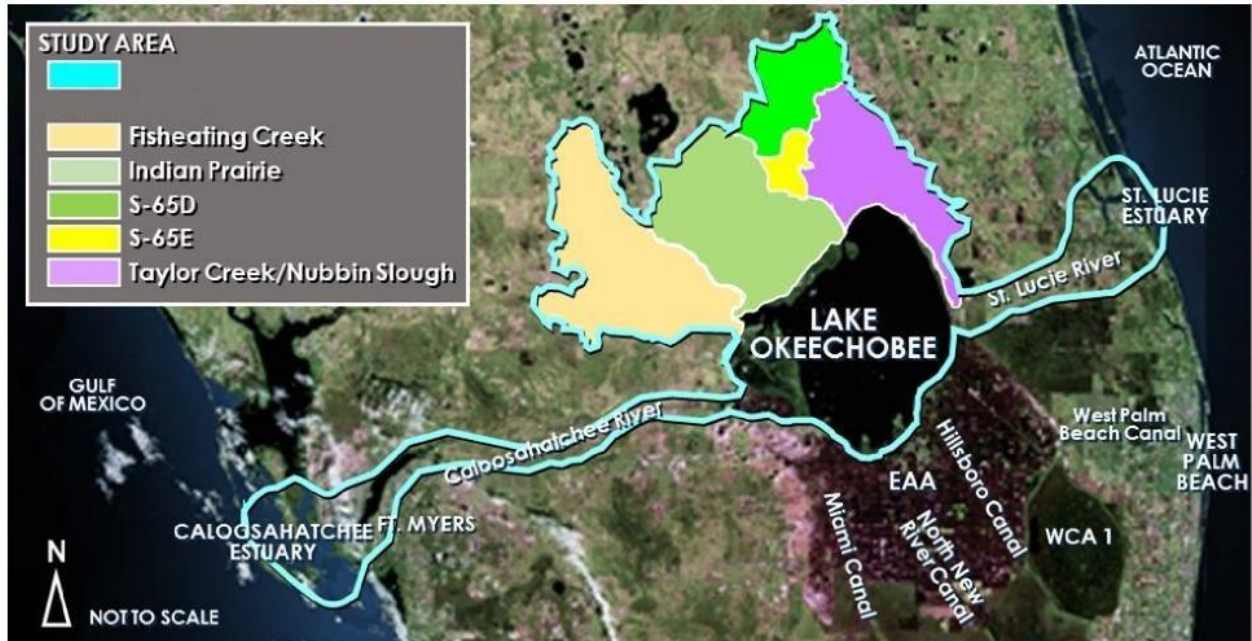 STUDY AREA
Fisheating Creek
Indian Prairie
S-65D
S-65E
Taylor Creek/Nubbin Slough
ATLANTIC
OCEAN
ST. LUCIE
ESTUARY
St. Lucie River
LAKE
OKEECHOBEE
GULF
OF MEXICO
Caloosahatchee River
West Palm
Beach Canal
WEST
PALM
BEACH
Hillsboro Canal
EAA
CALOOSAHATCHEE
ESTUARY
FT. MYERS
Miami Canal
North New
River Canal
WCA 1
N
NOT TO SCALE